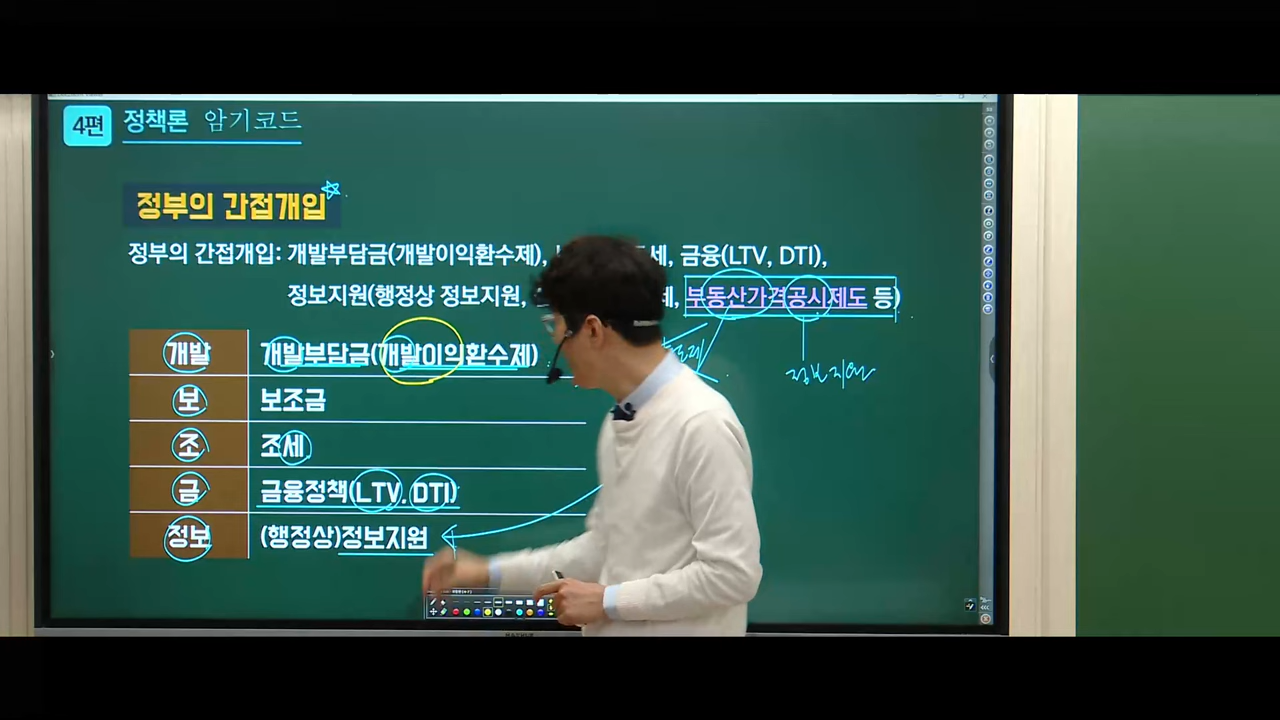 4편 정책론 암기코드
정부의 간접개입
정부의 간접개입: 개발부담금(개발이익환수제), 세, 금융(LTV, DTI),
정보지원(행정상 정보지원, 제, 부동산가격공시제도 등)
개발 개발부담금(개발이익환수제)
정보지원
보 보조금
조 조세
금 금융정책(LTV, DTI)
정보 (행정상)정보지원